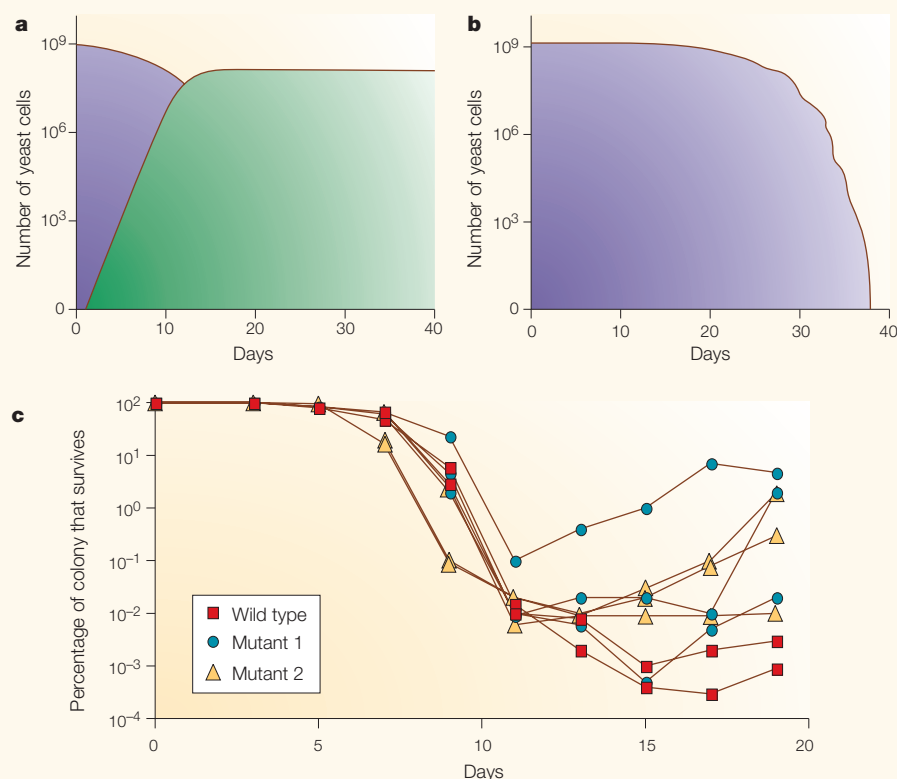 a
Number of yeast cells
10⁹
10⁶
10³
0
0 10 20 30 40
Days
b
Number of yeast cells
10⁹
10⁶
10³
0
0 10 20 30 40
Days
c
Percentage of colony that survives
10²
10¹
10⁰
10⁻¹
10⁻²
10⁻³
10⁻⁴
Wild type
Mutant 1
Mutant 2
0 5 10 15 20
Days